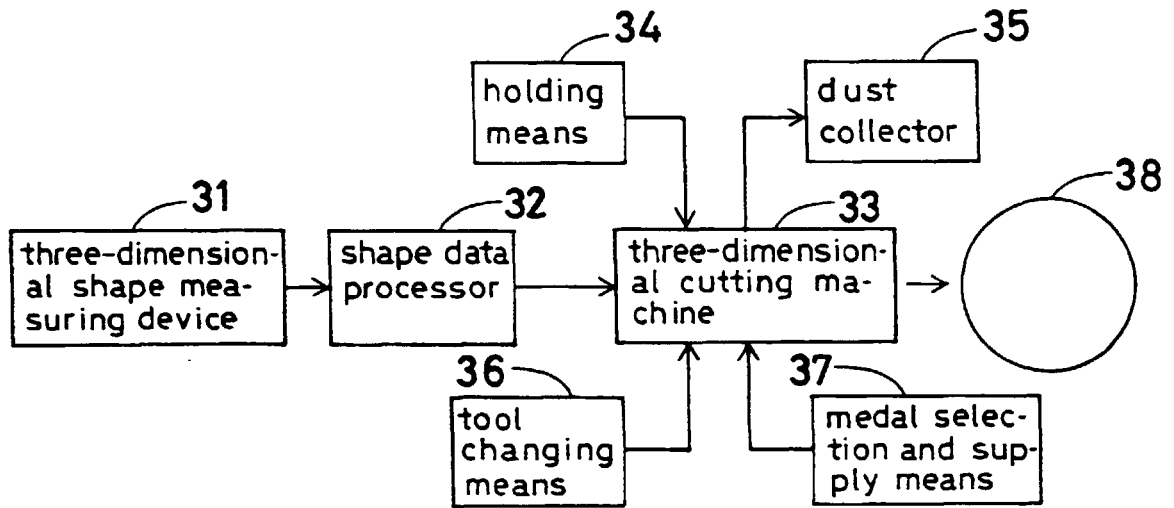 34
holding
means
35
dust
collector
31
three-dimension-
al shape mea-
suring device
32
shape data
processor
33
three-dimension-
al cutting ma-
chine
38
36
tool
changing
means
37
medal selec-
tion and sup-
ply means